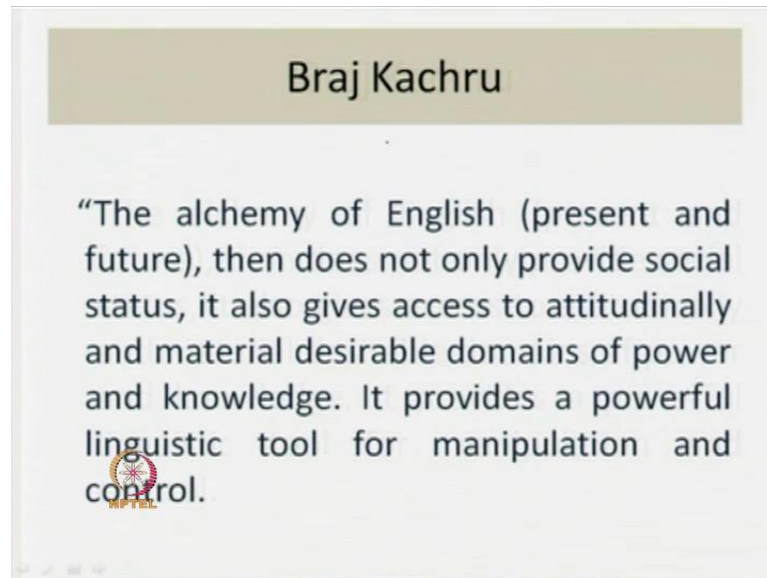 Braj Kachru
“The alchemy of English (present and
future), then does not only provide social
status, it also gives access to attitudinally
and material desirable domains of power
and knowledge. It provides a powerful
linguistic tool for manipulation and
control.
NPTEL